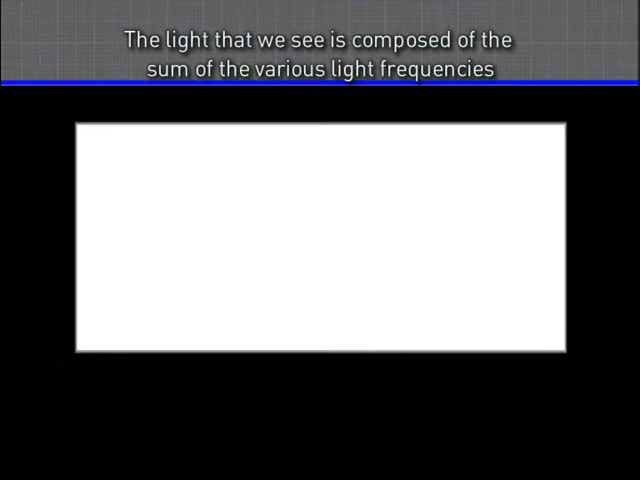 The light that we see is composed of the
sum of the various light frequencies